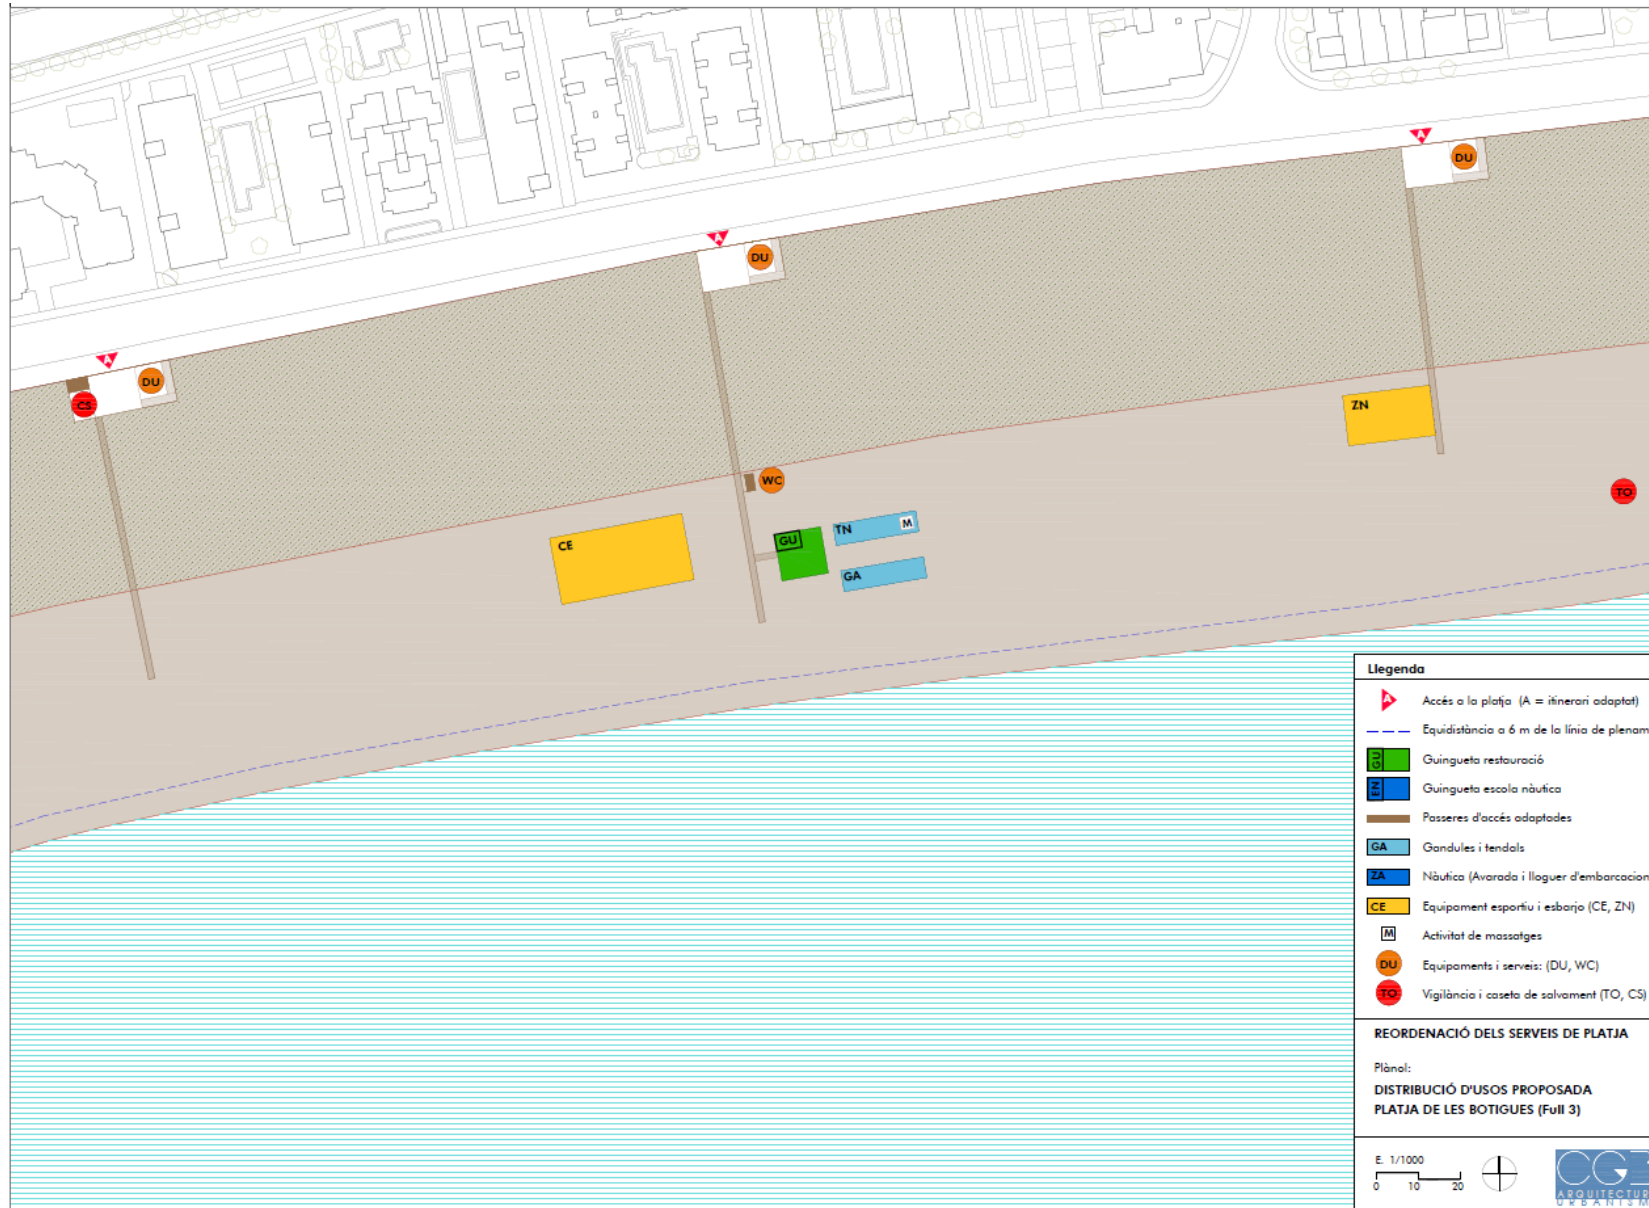 A
DU
A
DU
A
DU
CS
ZN
WC
TO
CE
GU
TN
M
GA
Llegenda
A Accés a la platja (A = itinerari adaptat)
Equidistància a 6 m de la línia de plenam
GU Guingueta restauració
EN Guingueta escola nàutica
Passeres d'accés adaptades
GA Gandules i tendals
ZA Nàutica (Avarada i lloguer d'embarcacion
CE Equipament esportiu i esbarjo (CE, ZN)
M Activitat de massatges
DU Equipaments i serveis: (DU, WC)
TO Vigilància i caseta de salvament (TO, CS)
REORDENACIÓ DELS SERVEIS DE PLATJA
Plànol:
DISTRIBUCIÓ D'USOS PROPOSADA
PLATJA DE LES BOTIGUES (Full 3)
E. 1/1000
0 10 20
CGB
ARQUITECTUR
URBANISM